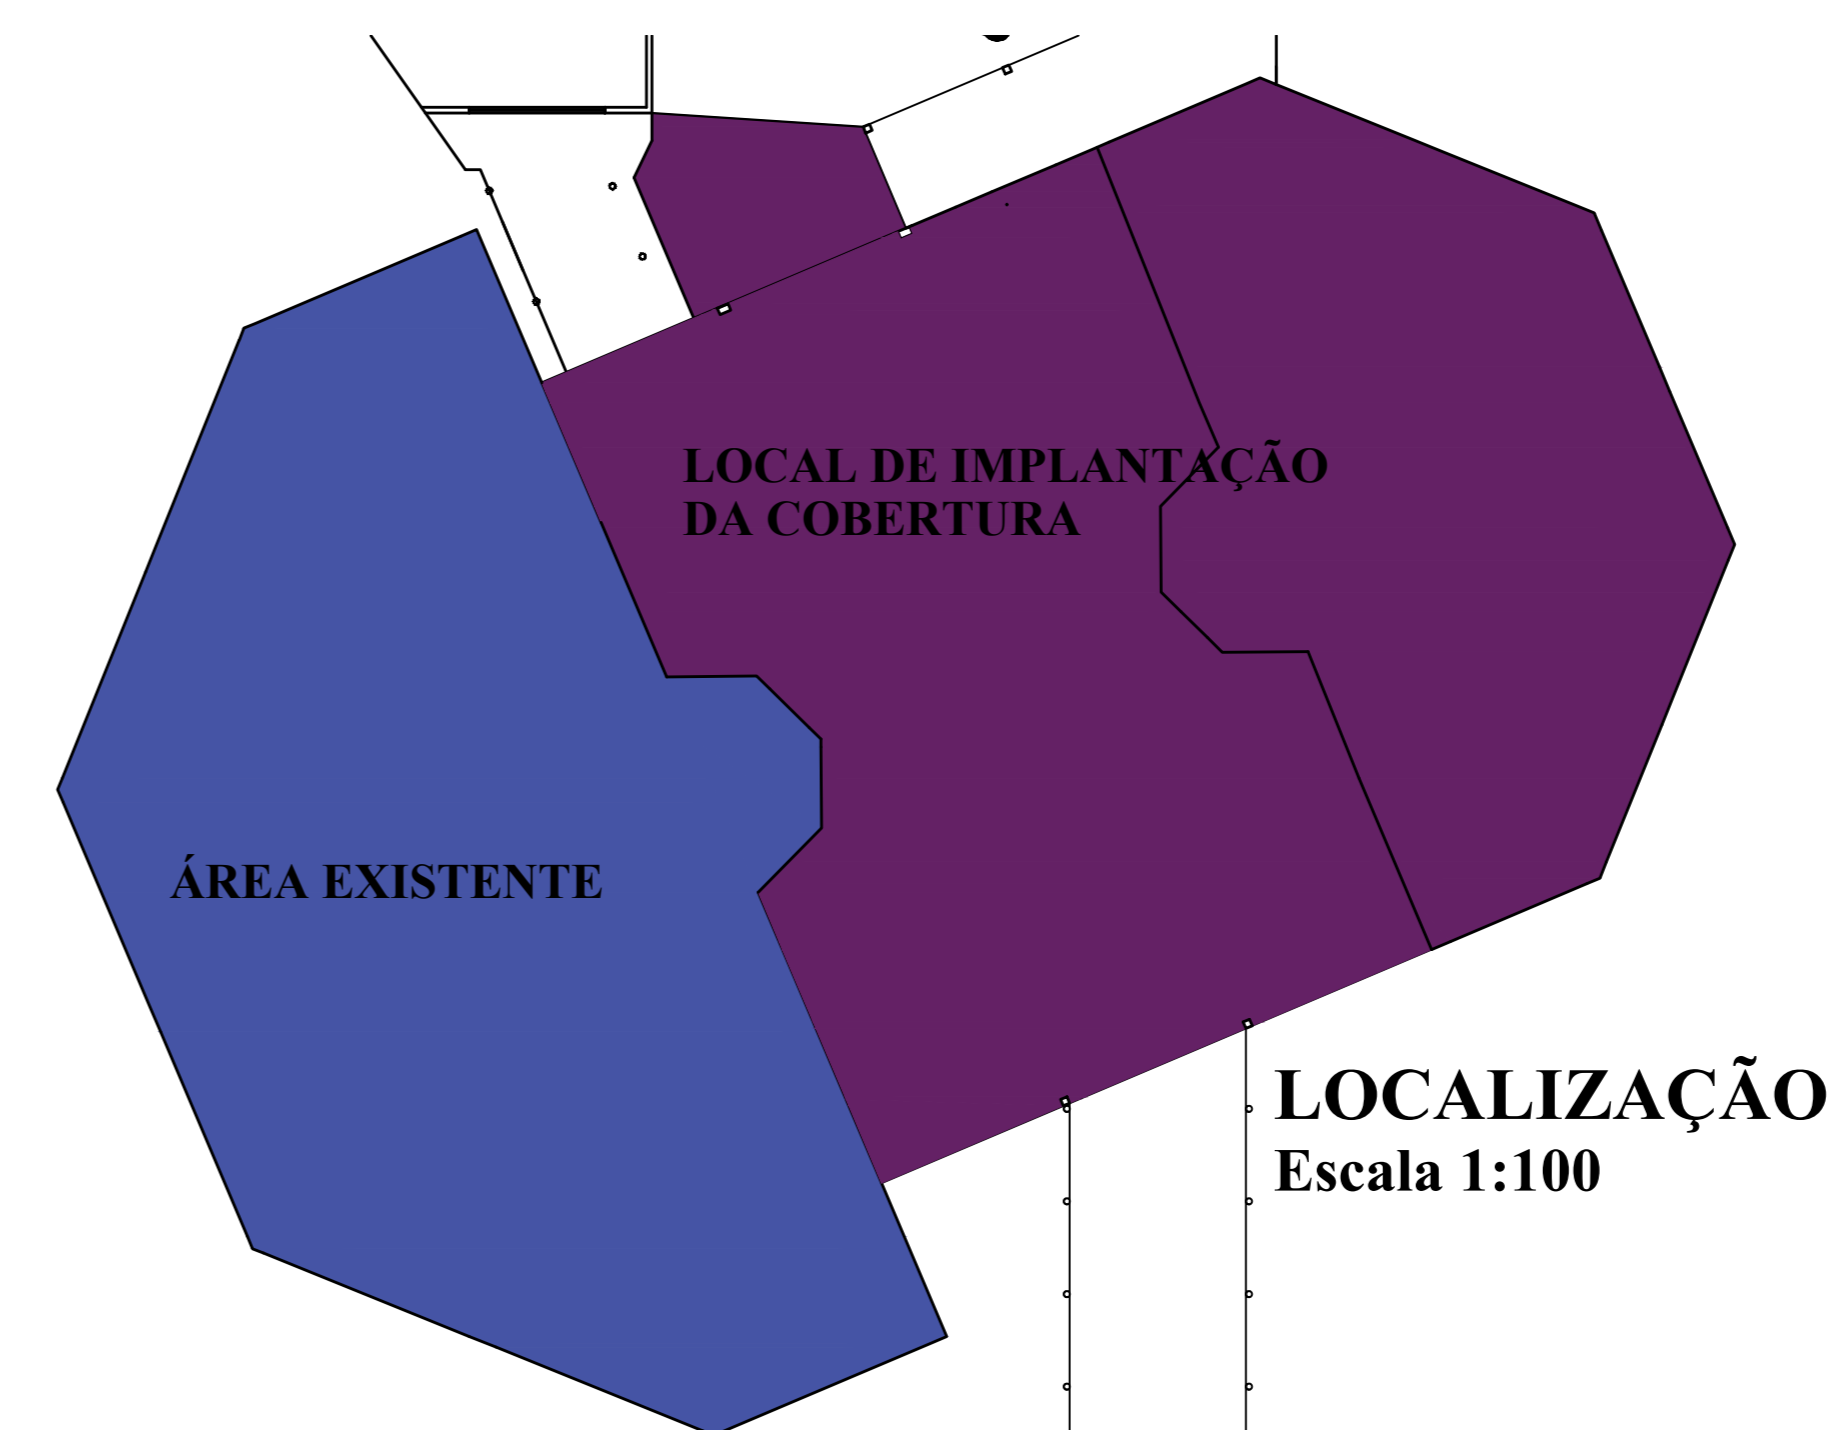 LOCAL DE IMPLANTAÇÃO
DA COBERTURA
ÁREA EXISTENTE
LOCALIZAÇÃO
Escala 1:100